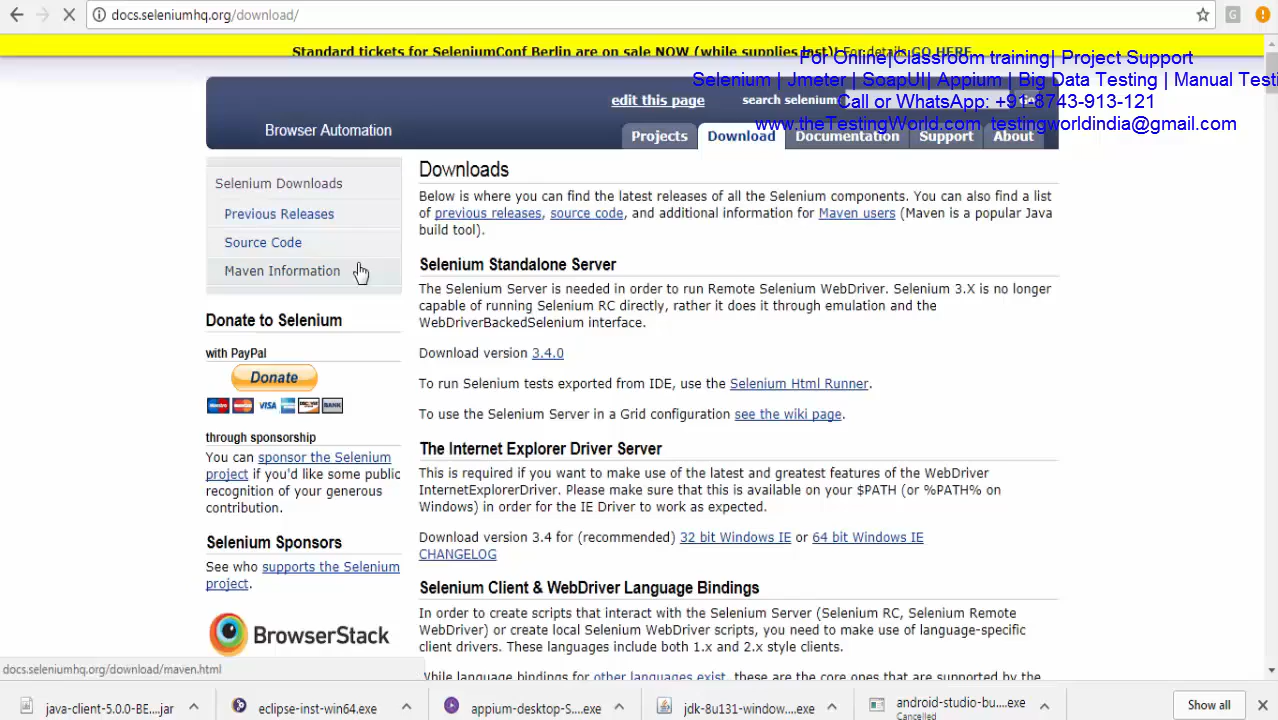 docs.seleniumhq.org/download/
Standard tickets for SeleniumConf Berlin are on sale NOW (while supplies last)! For details GO HERE
For Online|Classroom training| Project Support
Selenium | Jmeter | SoapUI| Appium | Big Data Testing | Manual Testi
Call or WhatsApp: +91-8743-913-121
www.theTestingWorld.com testingworldindia@gmail.com
edit this page
search selenium:
Browser Automation
Projects
Download
Documentation
Support
About
Selenium Downloads
Previous Releases
Source Code
Maven Information
Donate to Selenium
with PayPal
Donate
VISA
BANK
through sponsorship
You can sponsor the Selenium
project if you'd like some public
recognition of your generous
contribution.
Selenium Sponsors
See who supports the Selenium
project.
BrowserStack
Downloads
Below is where you can find the latest releases of all the Selenium components. You can also find a list
of previous releases, source code, and additional information for Maven users (Maven is a popular Java
build tool).
Selenium Standalone Server
The Selenium Server is needed in order to run Remote Selenium WebDriver. Selenium 3.X is no longer
capable of running Selenium RC directly, rather it does it through emulation and the
WebDriverBackedSelenium interface.
Download version 3.4.0
To run Selenium tests exported from IDE, use the Selenium Html Runner.
To use the Selenium Server in a Grid configuration see the wiki page.
The Internet Explorer Driver Server
This is required if you want to make use of the latest and greatest features of the WebDriver
InternetExplorerDriver. Please make sure that this is available on your $PATH (or %PATH% on
Windows) in order for the IE Driver to work as expected.
Download version 3.4 for (recommended) 32 bit Windows IE or 64 bit Windows IE
CHANGELOG
Selenium Client & WebDriver Language Bindings
In order to create scripts that interact with the Selenium Server (Selenium RC, Selenium Remote
WebDriver) or create local Selenium WebDriver scripts, you need to make use of language-specific
client drivers. These languages include both 1.x and 2.x style clients.
While language bindings for other languages exist, these are the core ones that are supported by the
docs.seleniumhq.org/download/maven.html
java-client-5.0.0-BE....jar
eclipse-inst-win64.exe
appium-desktop-S....exe
jdk-8u131-window....exe
android-studio-bu....exe
Cancelled
Show all